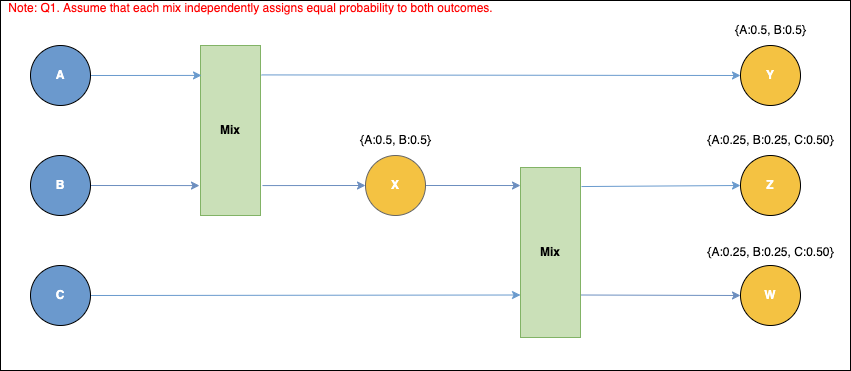 Note: Q1. Assume that each mix independently assigns equal probability to both outcomes.
{A:0.5, B:0.5}
A
Y
Mix
{A:0.5, B:0.5}
{A:0.25, B:0.25, C:0.50}
B
X
Z
Mix
{A:0.25, B:0.25, C:0.50}
C
W